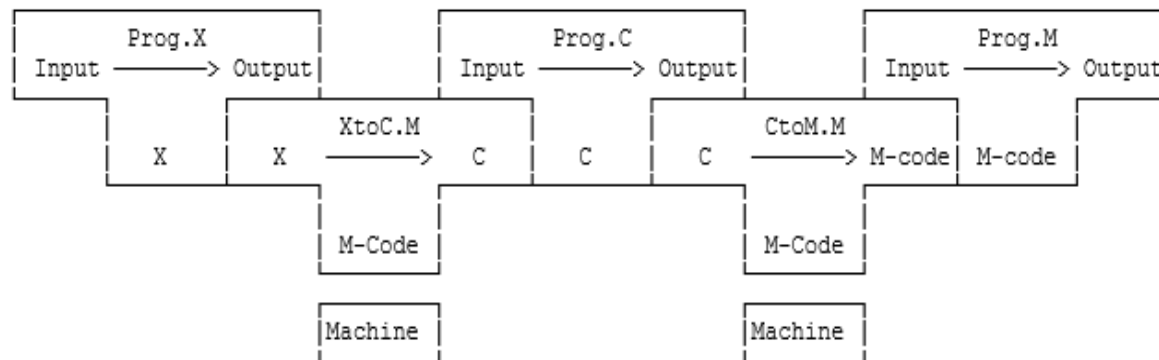 Prog.X Prog.C Prog.M
Input Output Input Output Input Output
XtoC.M CtoM.M
X X C C C M-code M-code
M-Code M-Code
Machine Machine